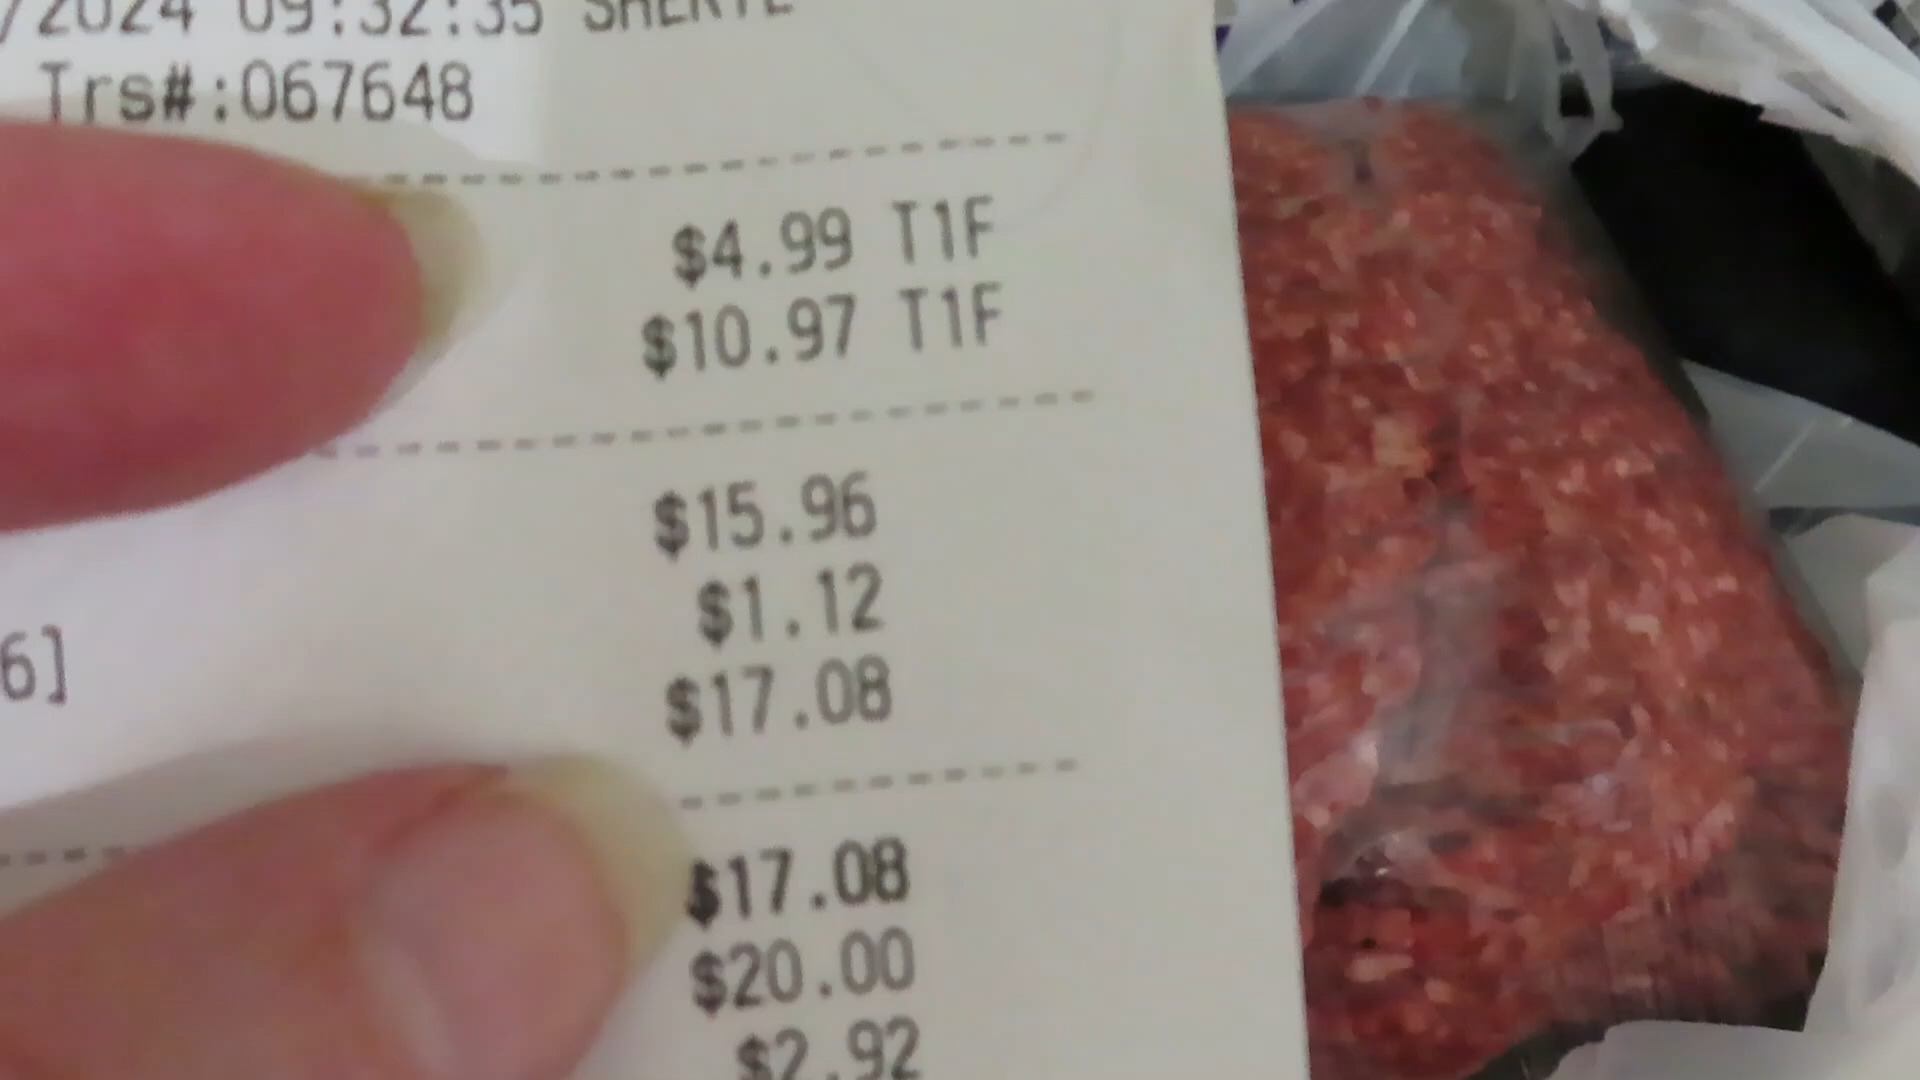 /2024 09:32:35 SHERYL
Trs#:067648
$4.99 T1F
$10.97 T1F
$15.96
$1.12
6]
$17.08
$17.08
$20.00
$2.92